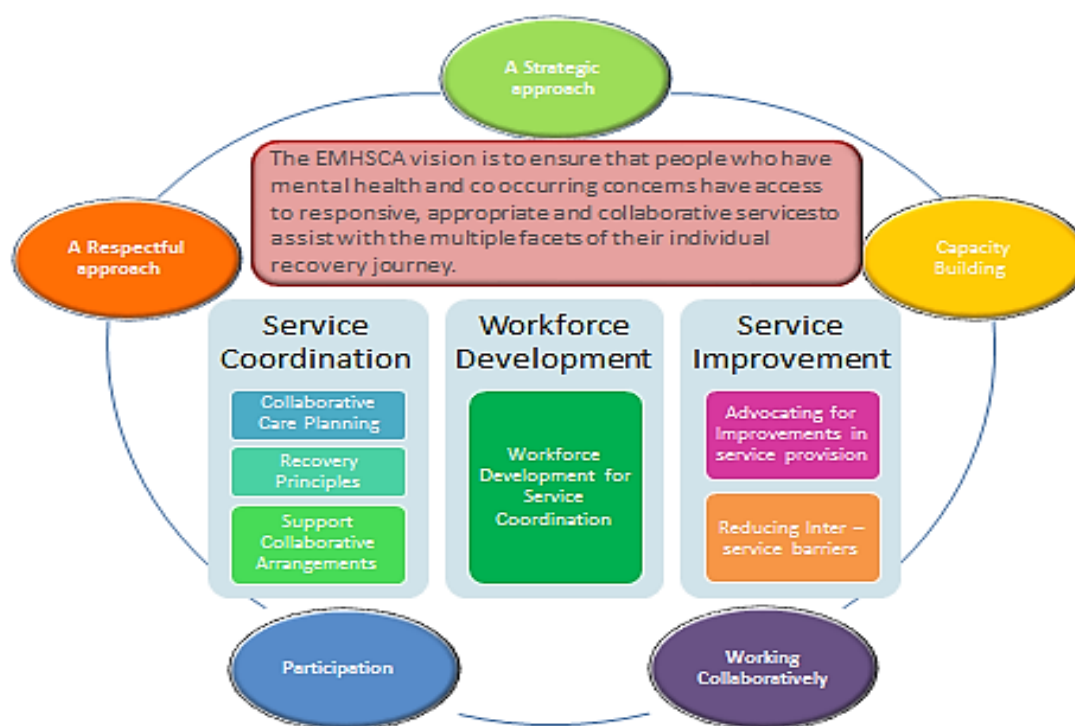 A Strategic
approach
The EMHSCA vision is to ensure that people who have
mental health and co occurring concerns have access
to responsive, appropriate and collaborative servicesto
assist with the multiple facets of their individual
recovery journey.
A Respectful
approach
Capacity
Building
Service
Coordination
Collaborative
Care Planning
Recovery
Principles
Support
Collaborative
Arrangements
Workforce
Development
Workforce
Development for
Service
Coordination
Service
Improvement
Advocating for
Improvements in
service provision
Reducing Inter –
service barriers
Participation
Working
Collaboratively